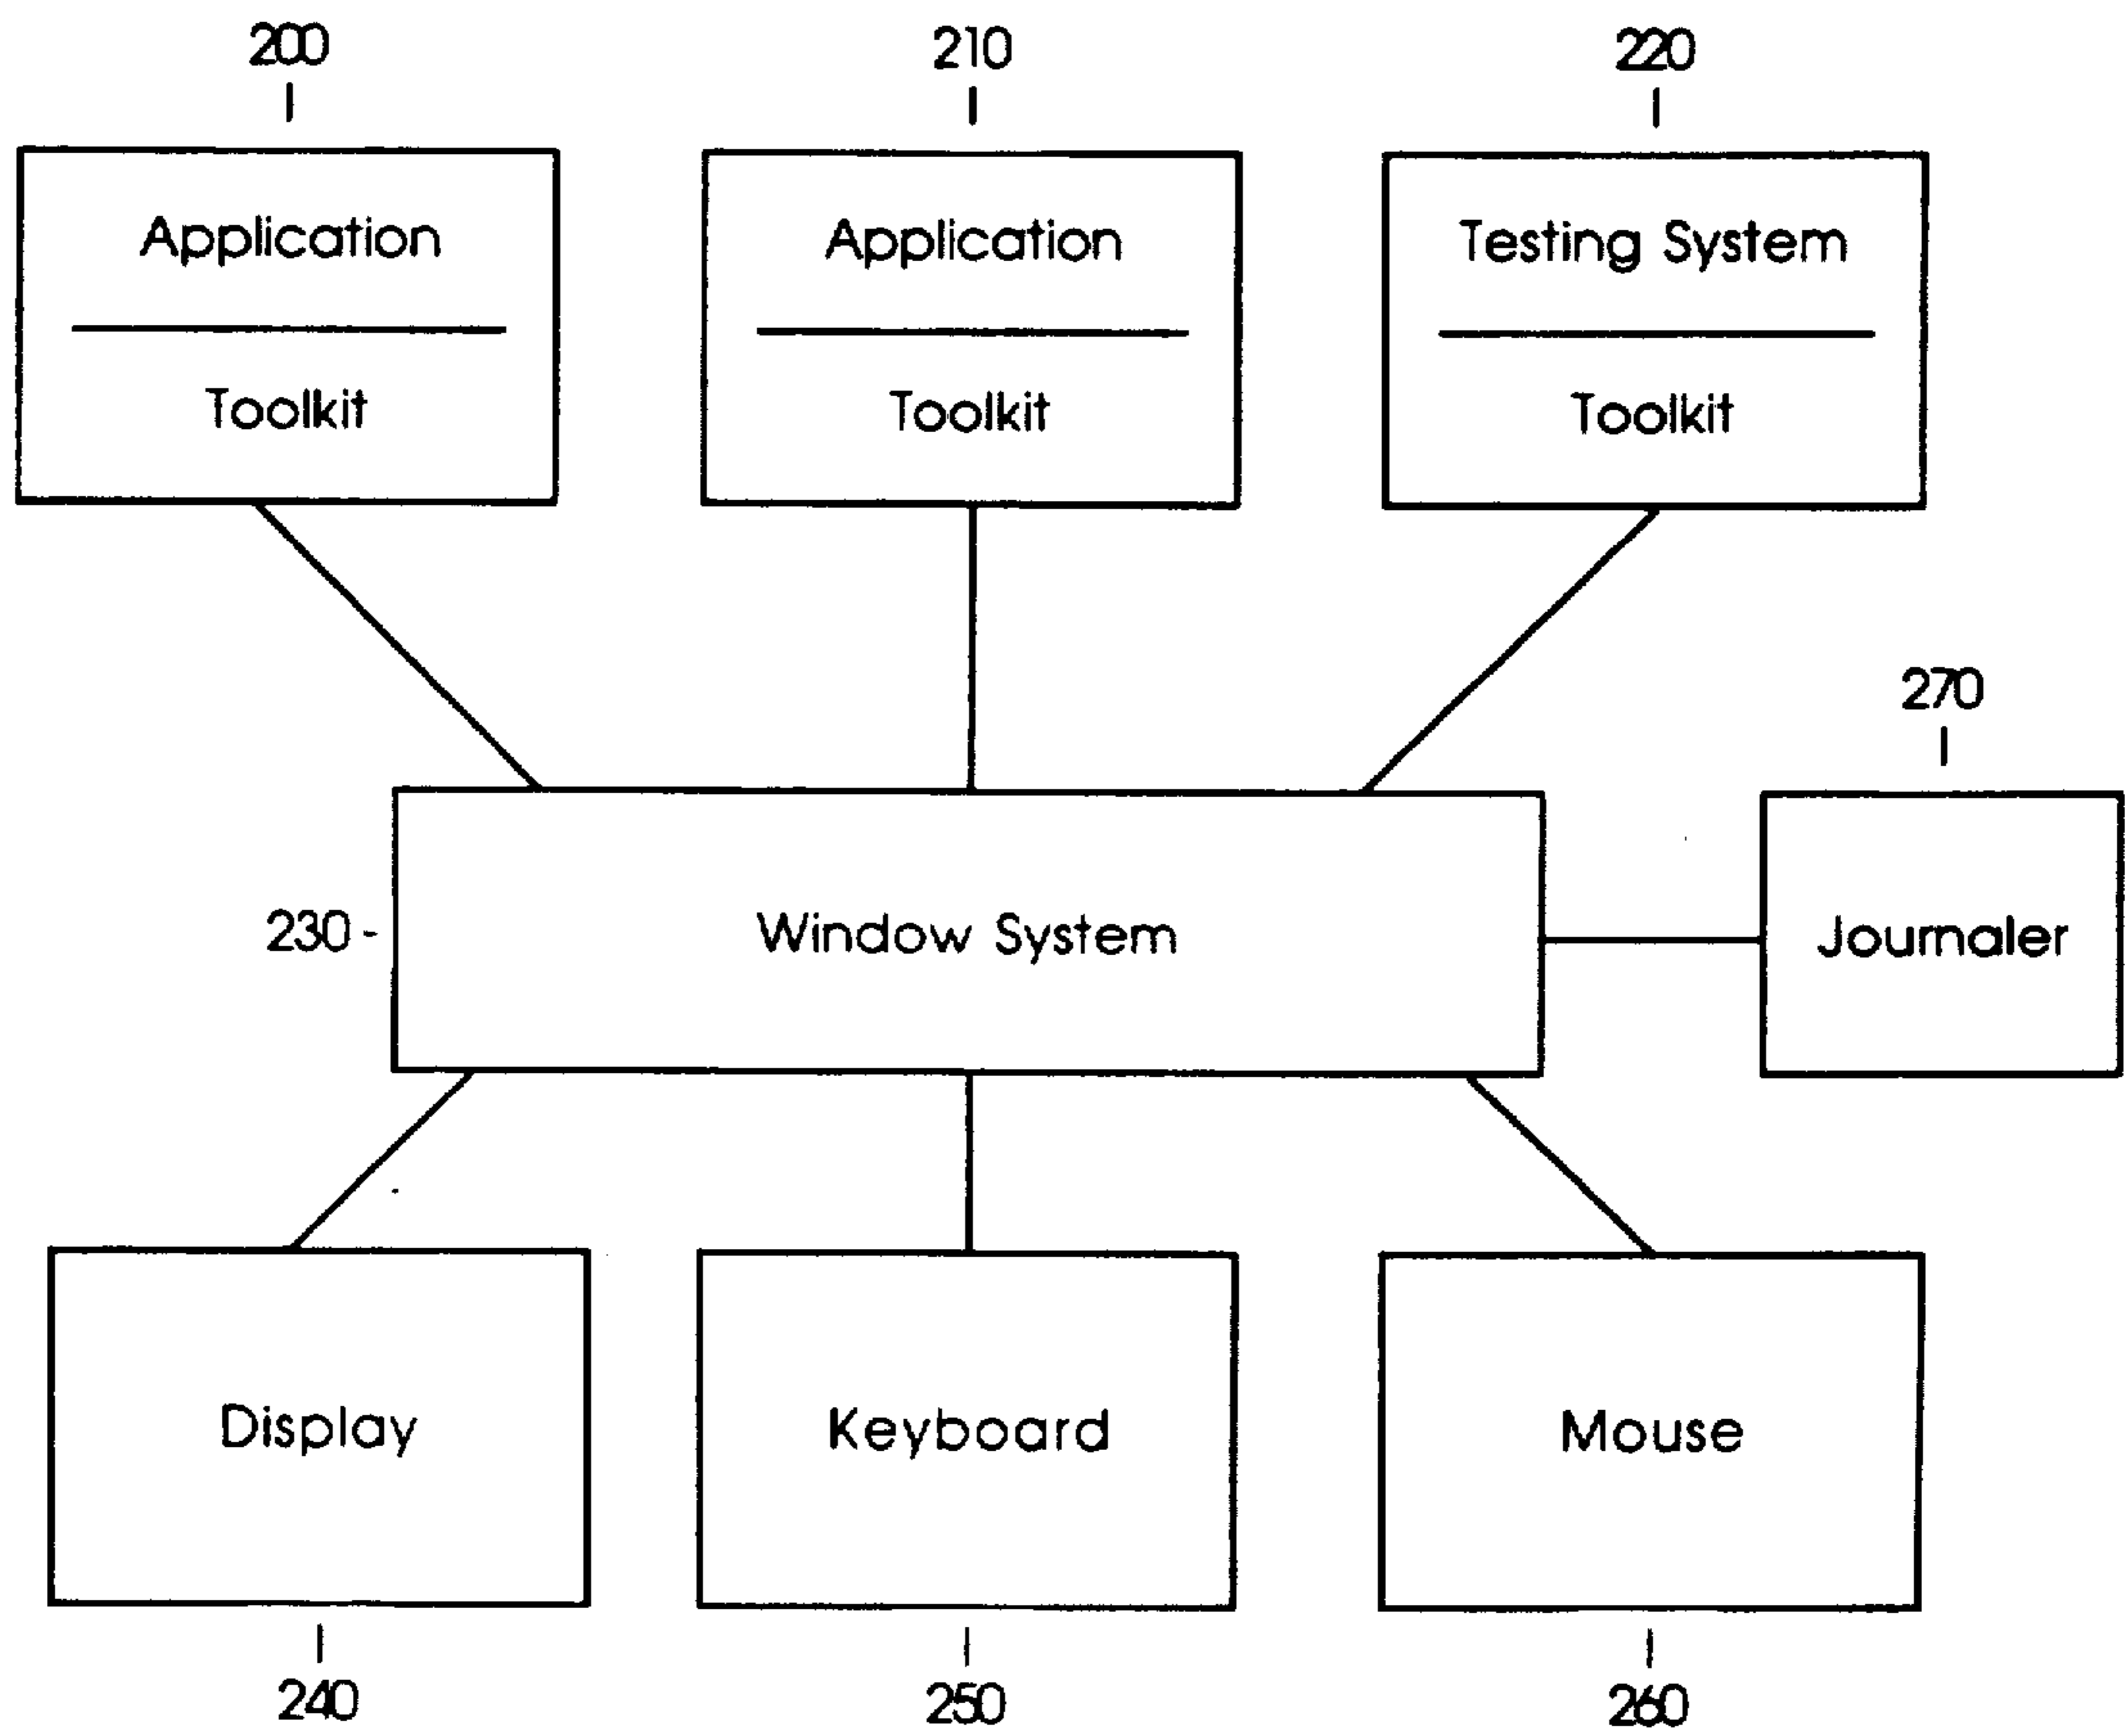 200
210
220
Application
Toolkit
Application
Toolkit
Testing System
Toolkit
270
230
Window System
Journaler
Display
Keyboard
Mouse
240
250
260